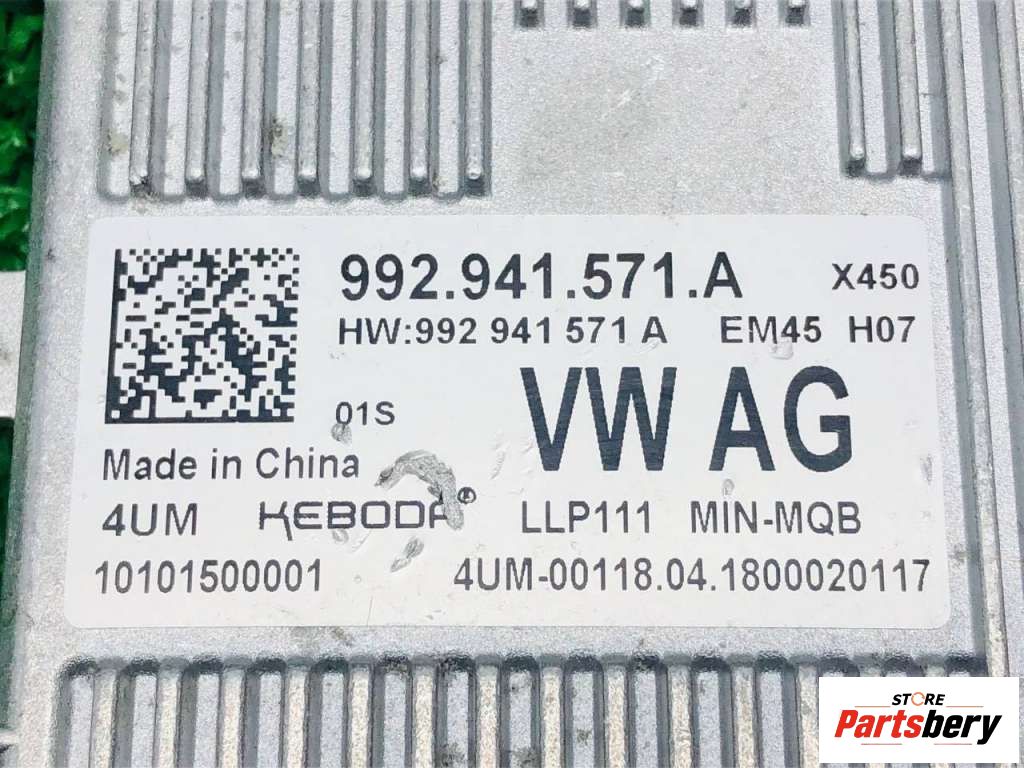 992.941.571.A X450
HW:992 941 571 A EM45 H07
01S
VW AG
Made in China
4UM KEBODA® LLP111 MIN-MQB
10101500001 4UM-00118.04.1800020117
STORE
Partsbery